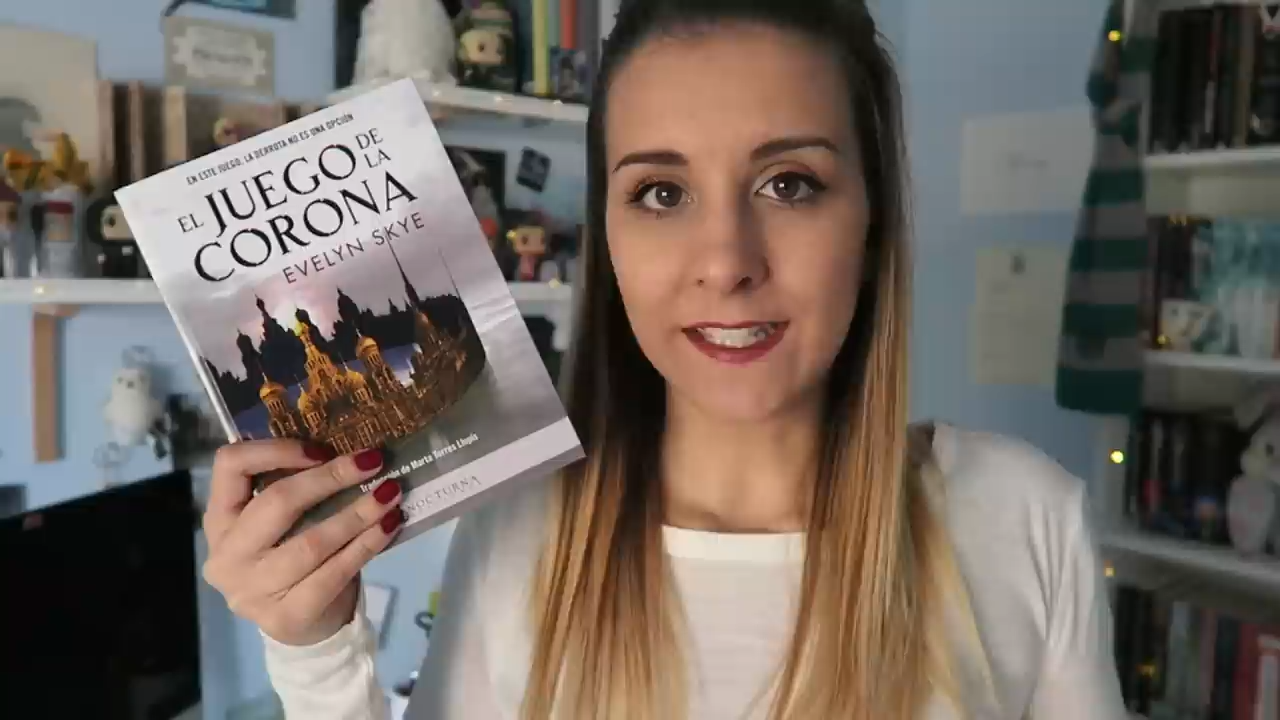 EN ESTE JUEGO, LA DERROTA NO ES UNA OPCIÓN
EL JUEGO DE LA
CORONA
EVELYN SKYE
Traducción de Marta Torres Llopis
NOCTURNA